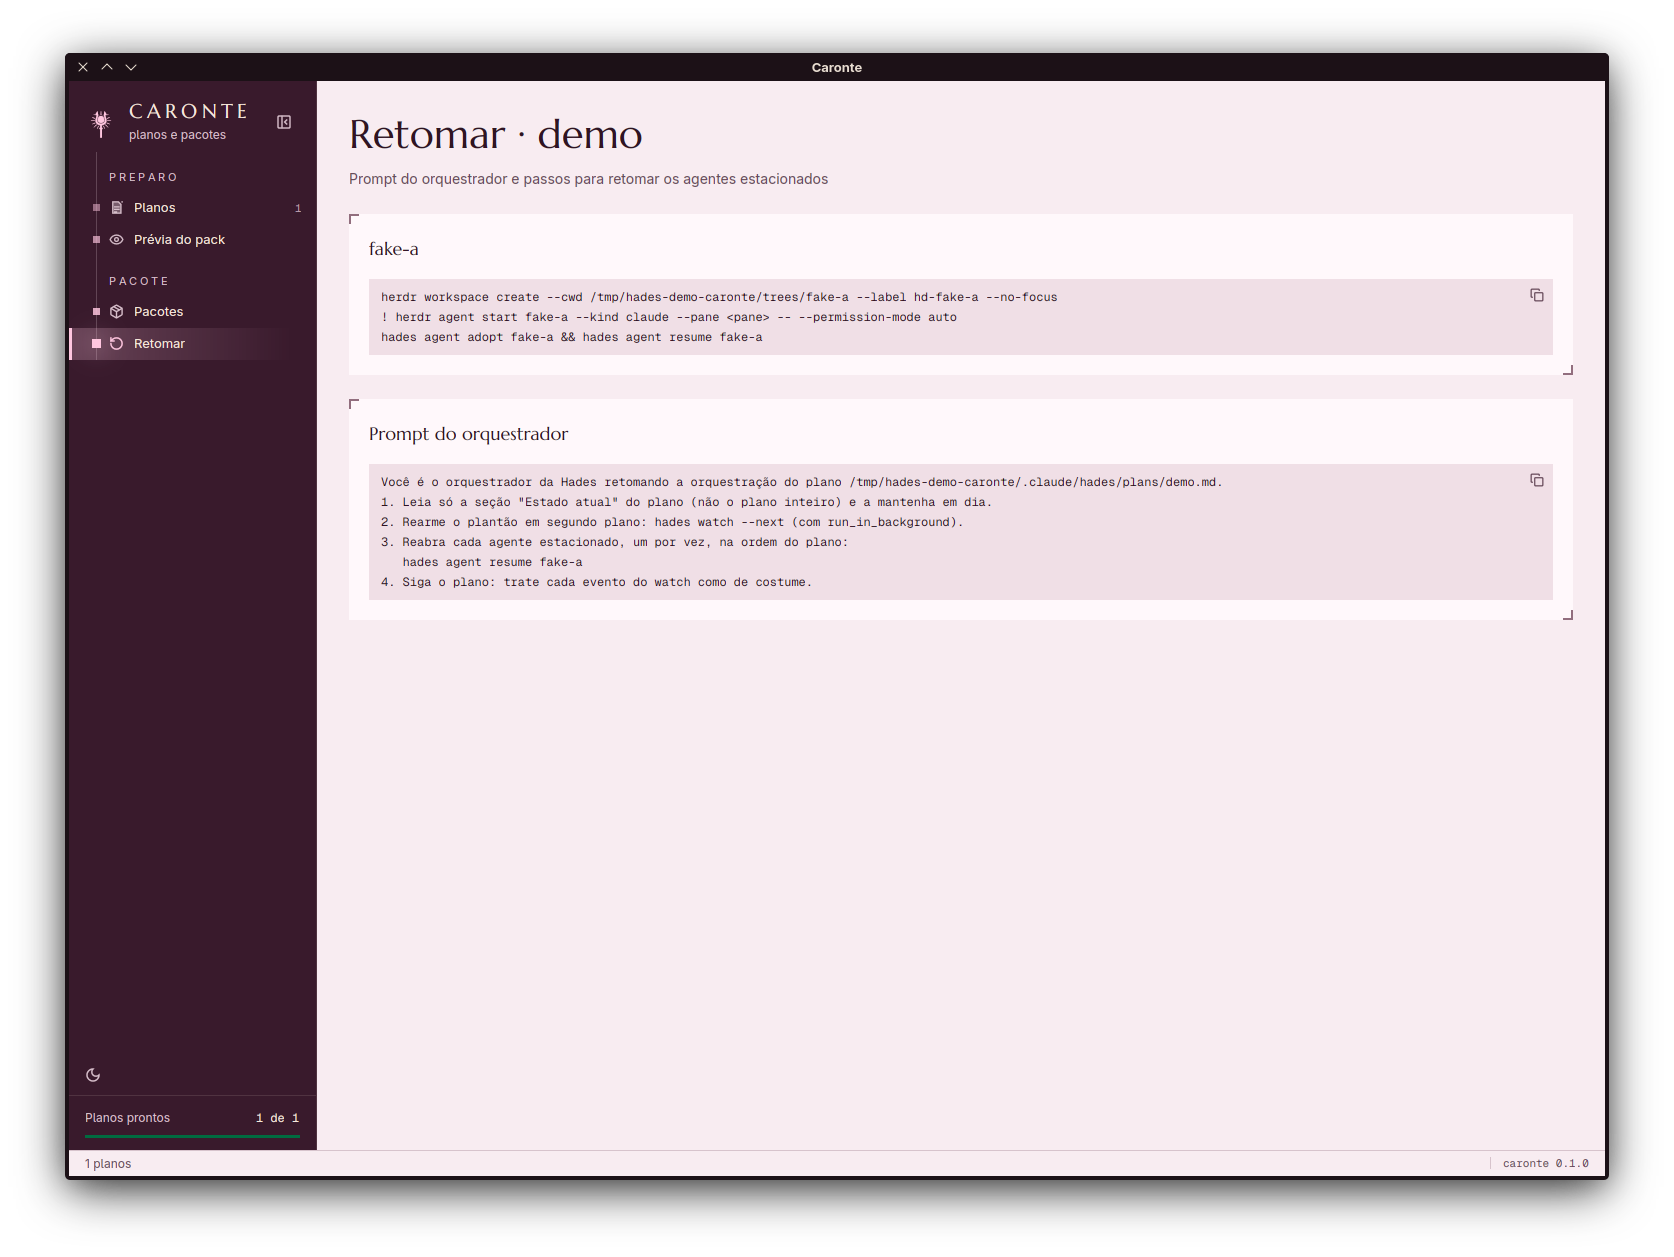 Caronte
CARONTE
planos e pacotes
PREPARO
Planos 1
Prévia do pack
PACOTE
Pacotes
Retomar
Planos prontos 1 de 1
Retomar · demo
Prompt do orquestrador e passos para retomar os agentes estacionados
fake-a
herdr workspace create --cwd /tmp/hades-demo-caronte/trees/fake-a --label hd-fake-a --no-focus
! herdr agent start fake-a --kind claude --pane <pane> -- --permission-mode auto
hades agent adopt fake-a && hades agent resume fake-a
Prompt do orquestrador
Você é o orquestrador da Hades retomando a orquestração do plano /tmp/hades-demo-caronte/.claude/hades/plans/demo.md.
1. Leia só a seção "Estado atual" do plano (não o plano inteiro) e a mantenha em dia.
2. Rearme o plantão em segundo plano: hades watch --next (com run_in_background).
3. Reabra cada agente estacionado, um por vez, na ordem do plano:
hades agent resume fake-a
4. Siga o plano: trate cada evento do watch como de costume.
1 planos
caronte 0.1.0